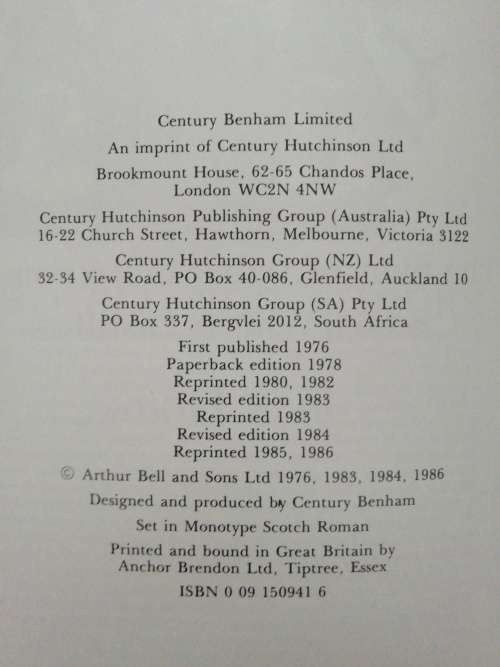 Century Benham Limited
An imprint of Century Hutchinson Ltd
Brookmount House, 62-65 Chandos Place,
London WC2N 4NW
Century Hutchinson Publishing Group (Australia) Pty Ltd
16-22 Church Street, Hawthorn, Melbourne, Victoria 3122
Century Hutchinson Group (NZ) Ltd
32-34 View Road, PO Box 40-086, Glenfield, Auckland 10
Century Hutchinson Group (SA) Pty Ltd
PO Box 337, Bergvlei 2012, South Africa
First published 1976
Paperback edition 1978
Reprinted 1980, 1982
Revised edition 1983
Reprinted 1983
Revised edition 1984
Reprinted 1985, 1986
© Arthur Bell and Sons Ltd 1976, 1983, 1984, 1986
Designed and produced by Century Benham
Set in Monotype Scotch Roman
Printed and bound in Great Britain by
Anchor Brendon Ltd, Tiptree, Essex
ISBN 0 09 150941 6